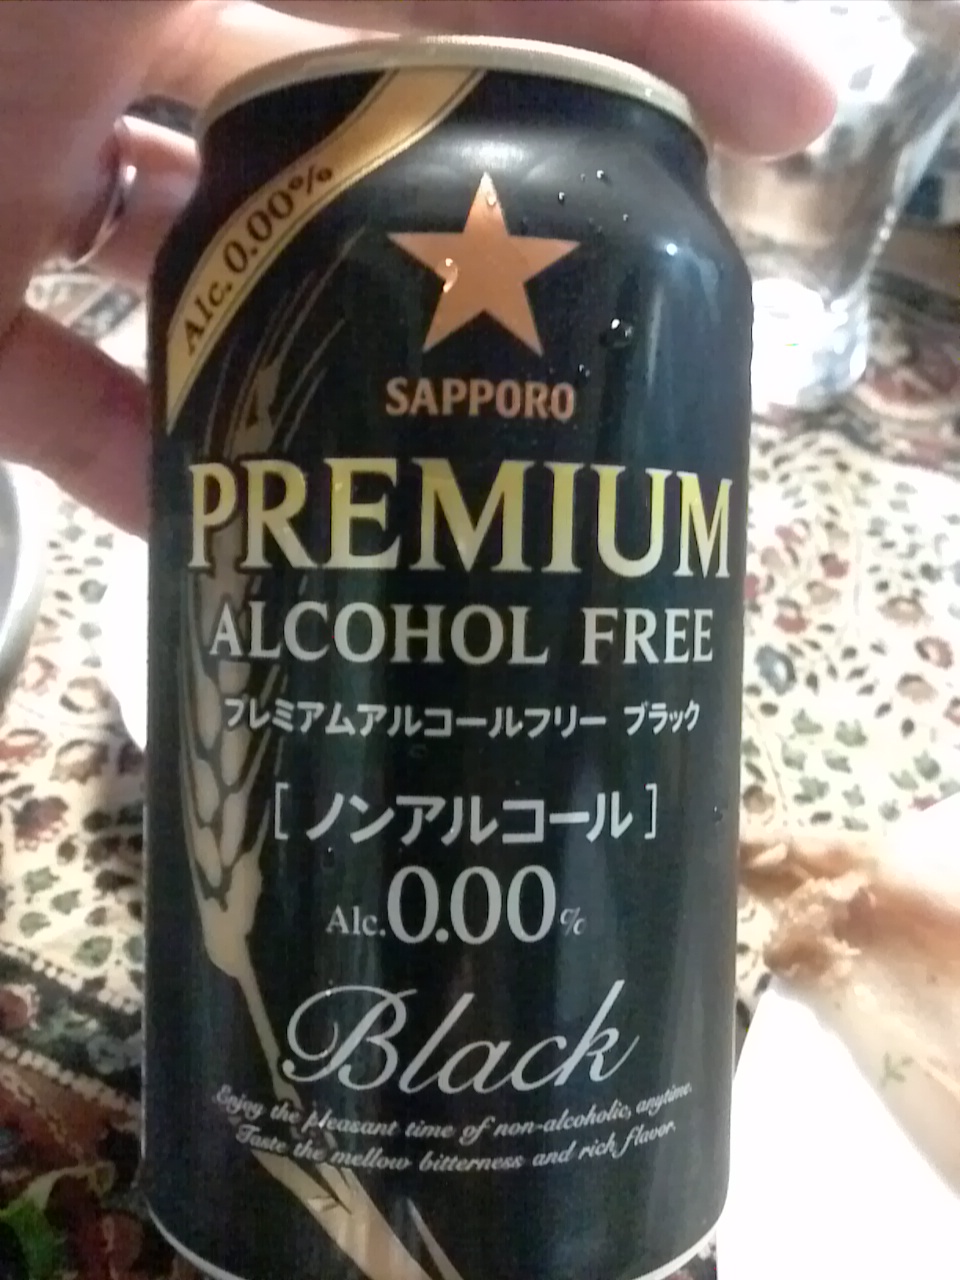 Alc.0.00%
SAPPORO
PREMIUM
ALCOHOL FREE
プレミアムアルコールフリー ブラック
[ノンアルコール]
Alc.0.00%
Black
Enjoy the pleasant time of non-alcoholic, anytime.
Taste the mellow bitterness and rich flavor.